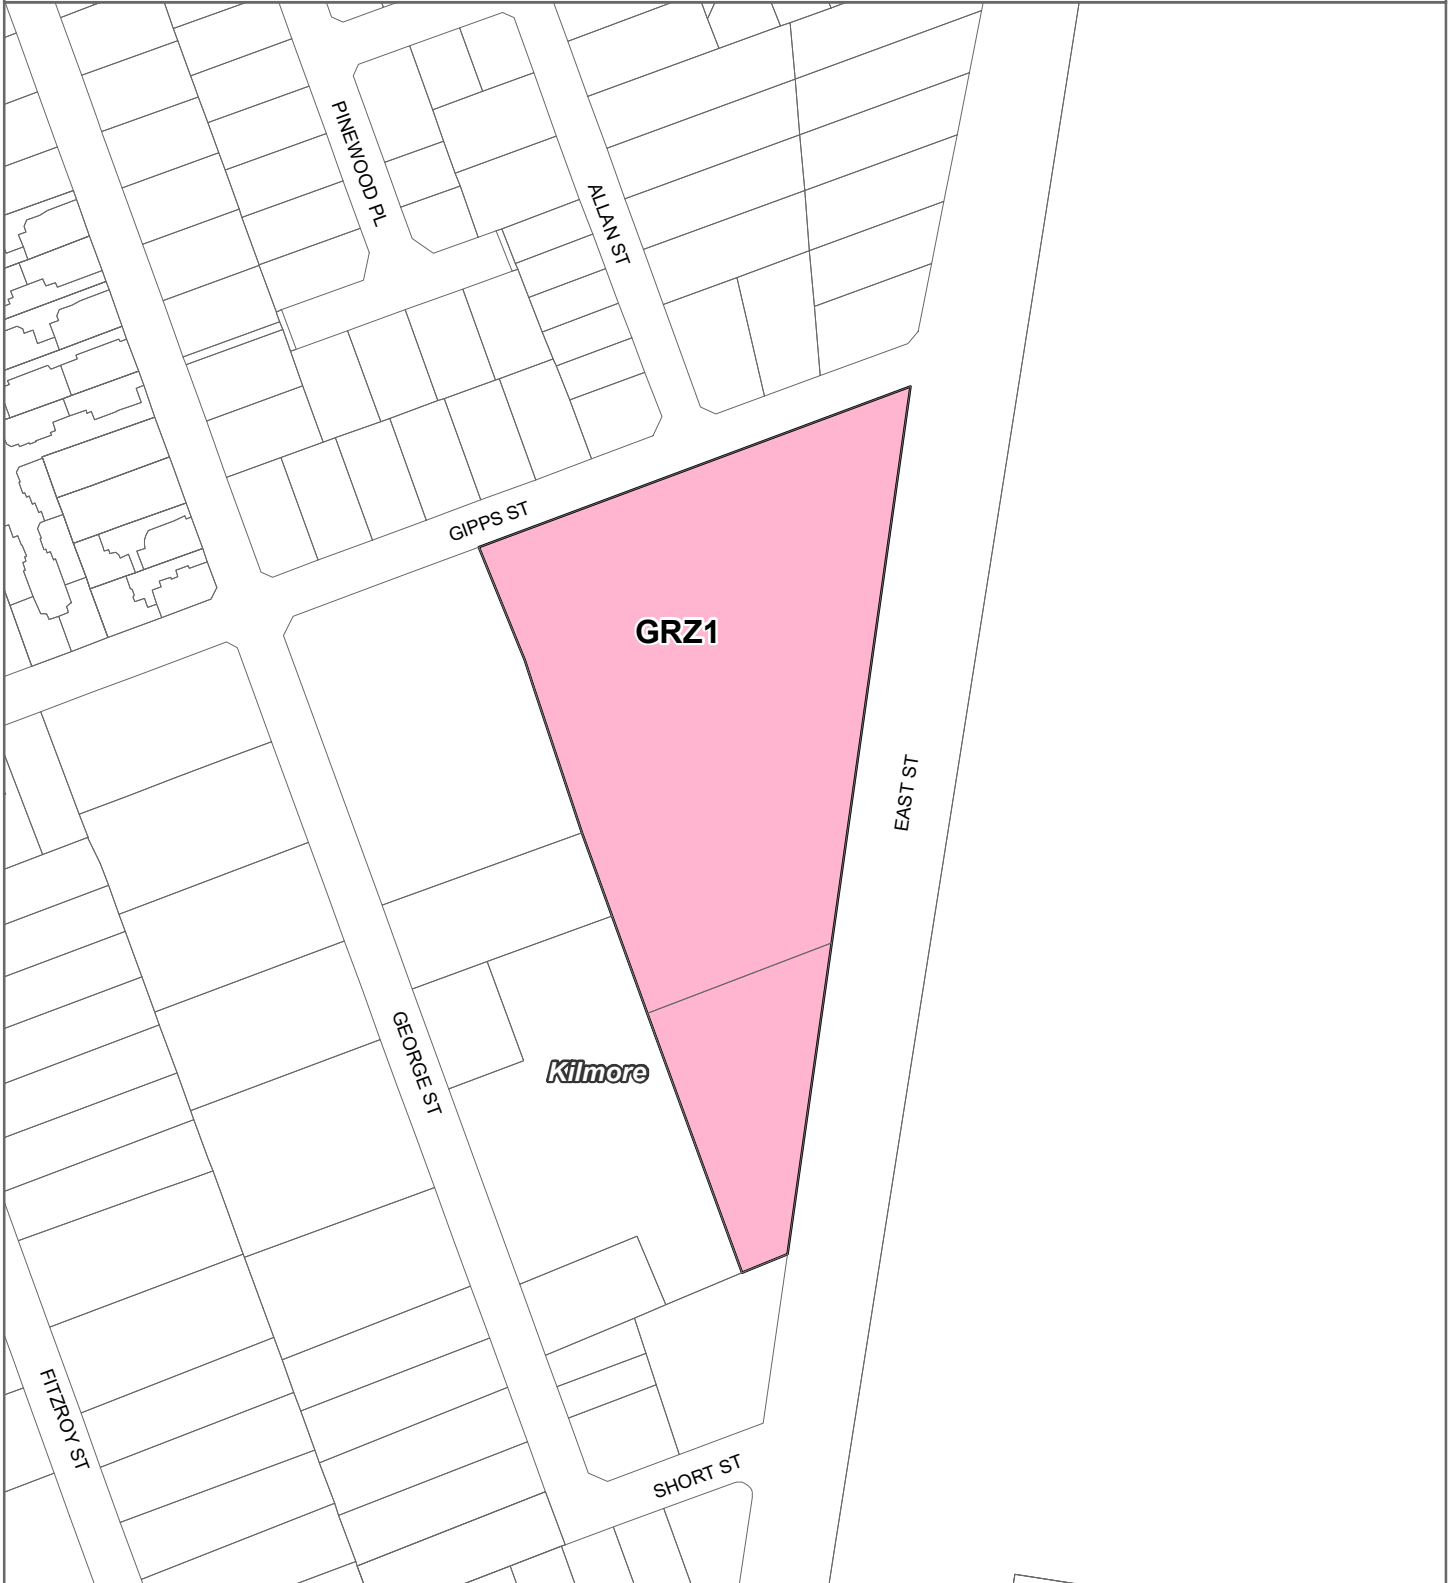 PINEWOOD PL
ALLAN ST
GIPPS ST
GRZ1
EAST ST
GEORGE ST
Kilmore
FITZROY ST
SHORT ST